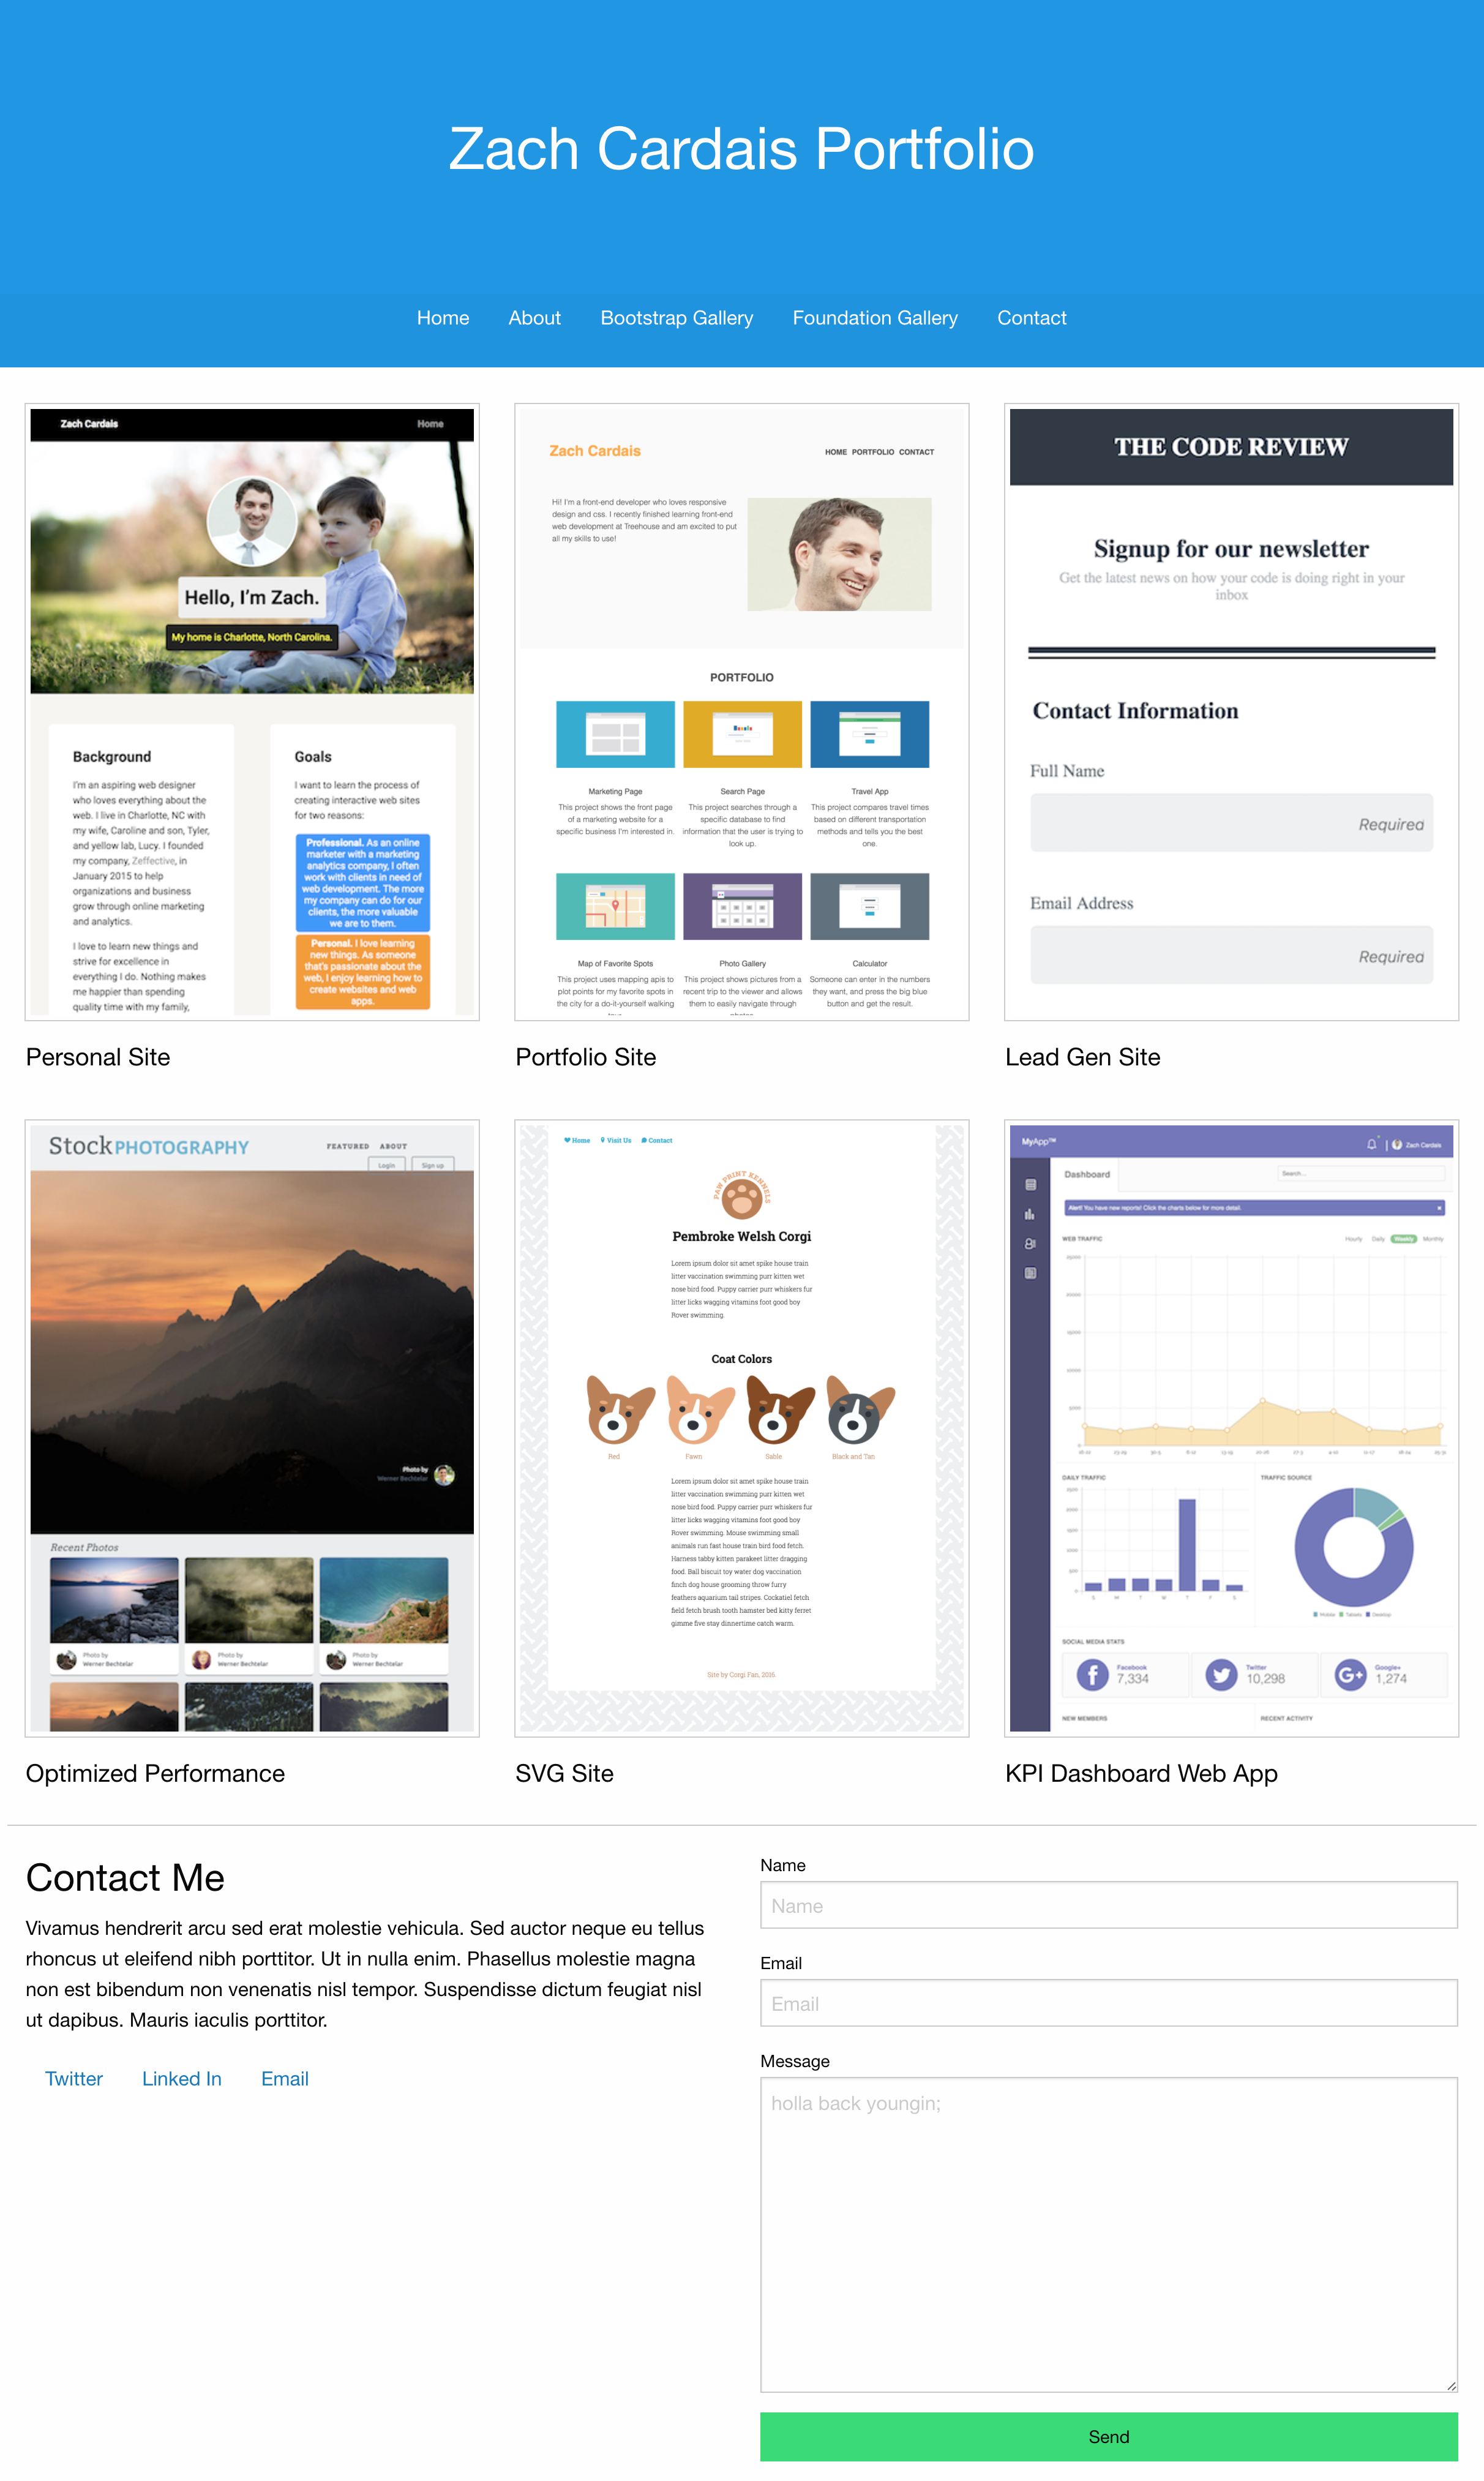 Zach Cardais Portfolio
Home About Bootstrap Gallery Foundation Gallery Contact
Zach Cardais Home
Hello, I'm Zach.
My home is Charlotte, North Carolina.
Background
I'm an aspiring web designer
who loves everything about the
web. I live in Charlotte, NC with
my wife, Caroline and son, Tyler,
and yellow lab, Lucy. I founded
my company, Zeffective, in
January 2015 to help
organizations and business
grow through online marketing
and analytics.
I love to learn new things and
strive for excellence in
everything I do. Nothing makes
me happier than spending
quality time with my family,
Goals
I want to learn the process of
creating interactive web sites
for two reasons:
Professional. As an online
marketer with a marketing
analytics company, I often
work with clients in need of
web development. The more
my company can do for our
clients, the more valuable
we are to them.
Personal. I love learning
new things. As someone
that's passionate about the
web, I enjoy learning how to
create websites and web
apps.
Personal Site
Zach Cardais
HOME PORTFOLIO CONTACT
Hi! I'm a front-end developer who loves responsive
design and css. I recently finished learning front-end
web development at Treehouse and am excited to put
all my skills to use!
PORTFOLIO
Marketing Page
This project shows the front page
of a marketing website for a
specific business I'm interested in.
Search Page
This project searches through a
specific database to find
information that the user is trying to
look up.
Travel App
This project compares travel times
based on different transportation
methods and tells you the best
one.
Map of Favorite Spots
This project uses mapping apis to
plot points for my favorite spots in
the city for a do-it-yourself walking
Photo Gallery
This project shows pictures from a
recent trip to the viewer and allows
them to easily navigate through
Calculator
Someone can enter in the numbers
they want, and press the big blue
button and get the result.
Portfolio Site
THE CODE REVIEW
Signup for our newsletter
Get the latest news on how your code is doing right in your
inbox
Contact Information
Full Name
Required
Email Address
Required
Lead Gen Site
Stock PHOTOGRAPHY
FEATURED ABOUT
Login Sign up
Photo by
Werner Bechtelar
Recent Photos
Photo by
Werner Bechtelar
Photo by
Werner Bechtelar
Photo by
Werner Bechtelar
Optimized Performance
Home Visit Us Contact
PAW PRINT KENNELS
Pembroke Welsh Corgi
Lorem ipsum dolor sit amet spike house train
litter vaccination swimming purr kitten wet
nose bird food. Puppy carrier purr whiskers fur
litter licks wagging vitamins foot good boy
Rover swimming.
Coat Colors
Red Fawn Sable Black and Tan
Lorem ipsum dolor sit amet spike house train
litter vaccination swimming purr kitten wet
nose bird food. Puppy carrier purr whiskers fur
litter licks wagging vitamins foot good boy
Rover swimming. Mouse swimming small
animals run fast house train bird food fetch.
Harness tabby kitten parakeet litter dragging
food. Ball biscuit toy water dog vaccination
finch dog house grooming throw furry
feathers aquarium tail stripes. Cockatiel fetch
field fetch brush tooth hamster bed kitty ferret
gimme five stay dinnertime catch warm.
Site by Corgi Fan, 2016
SVG Site
MyApp™
Zach Cardais
Dashboard
Search...
Alert! You have new reports! Click the charts below for more detail.
WEB TRAFFIC
Hourly Daily Weekly Monthly
DAILY TRAFFIC
S M T W T F S
TRAFFIC SOURCE
Mobile Tablets Desktop
SOCIAL MEDIA STATS
Facebook
7,334
Twitter
10,298
Google+
1,274
NEW MEMBERS
RECENT ACTIVITY
KPI Dashboard Web App
Contact Me
Vivamus hendrerit arcu sed erat molestie vehicula. Sed auctor neque eu tellus
rhoncus ut eleifend nibh porttitor. Ut in nulla enim. Phasellus molestie magna
non est bibendum non venenatis nisl tempor. Suspendisse dictum feugiat nisl
ut dapibus. Mauris iaculis porttitor.
Twitter Linked In Email
Name
Name
Email
Email
Message
holla back youngin;
Send